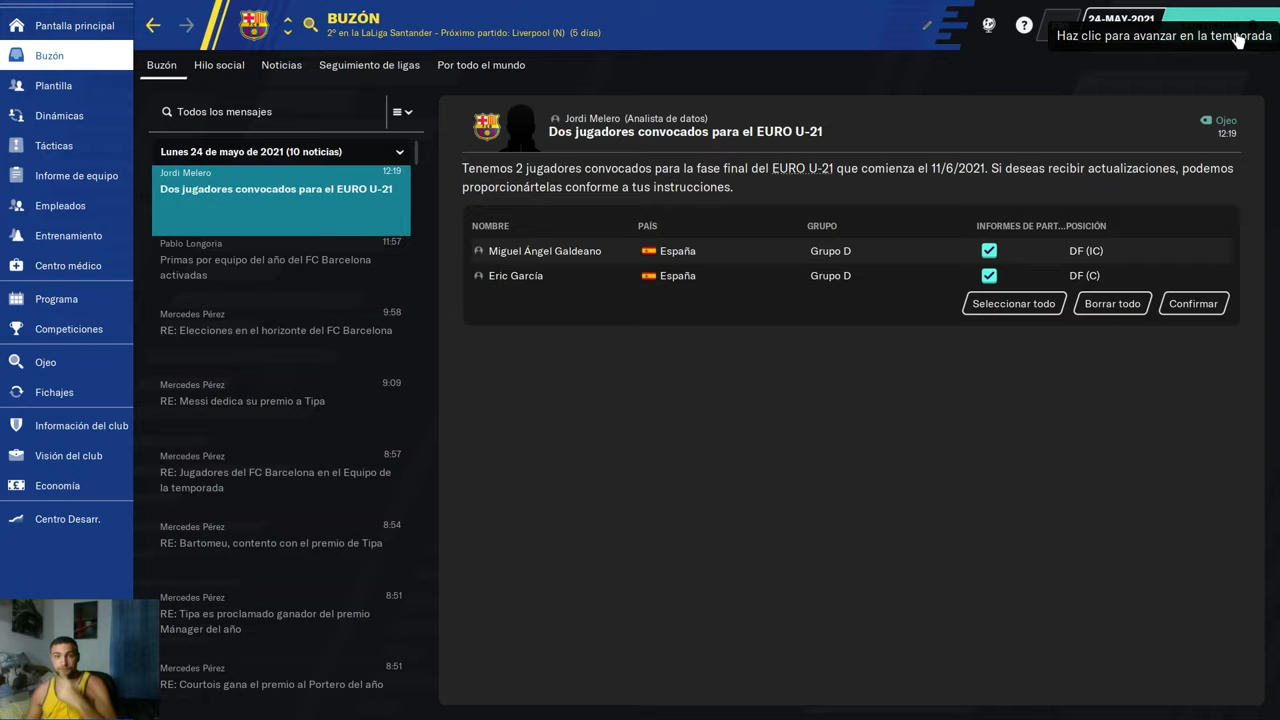 Pantalla principal
Buzón
Plantilla
Dinámicas
Tácticas
Informe de equipo
Empleados
Entrenamiento
Centro médico
Programa
Competiciones
Ojeo
Fichajes
Información del club
Visión del club
Economía
Centro Desarr.
BUZÓN
2º en la LaLiga Santander - Próximo partido: Liverpool (N) (5 días)
24-MAY-2021
Haz clic para avanzar en la temporada
Buzón Hilo social Noticias Seguimiento de ligas Por todo el mundo
Todos los mensajes
Lunes 24 de mayo de 2021 (10 noticias)
Jordi Melero 12:19
Dos jugadores convocados para el EURO U-21
Pablo Longoria 11:57
Primas por equipo del año del FC Barcelona
activadas
Mercedes Pérez 9:58
RE: Elecciones en el horizonte del FC Barcelona
Mercedes Pérez 9:09
RE: Messi dedica su premio a Tipa
Mercedes Pérez 8:57
RE: Jugadores del FC Barcelona en el Equipo de
la temporada
Mercedes Pérez 8:54
RE: Bartomeu, contento con el premio de Tipa
Mercedes Pérez 8:51
RE: Tipa es proclamado ganador del premio
Mánager del año
Mercedes Pérez 8:51
RE: Courtois gana el premio al Portero del año
Jordi Melero (Analista de datos)
Dos jugadores convocados para el EURO U-21
Ojeo
12:19
Tenemos 2 jugadores convocados para la fase final del EURO U-21 que comienza el 11/6/2021. Si deseas recibir actualizaciones, podemos
proporcionártelas conforme a tus instrucciones.
NOMBRE PAÍS GRUPO INFORMES DE PART... POSICIÓN
Miguel Ángel Galdeano España Grupo D DF (IC)
Eric García España Grupo D DF (C)
Seleccionar todo Borrar todo Confirmar